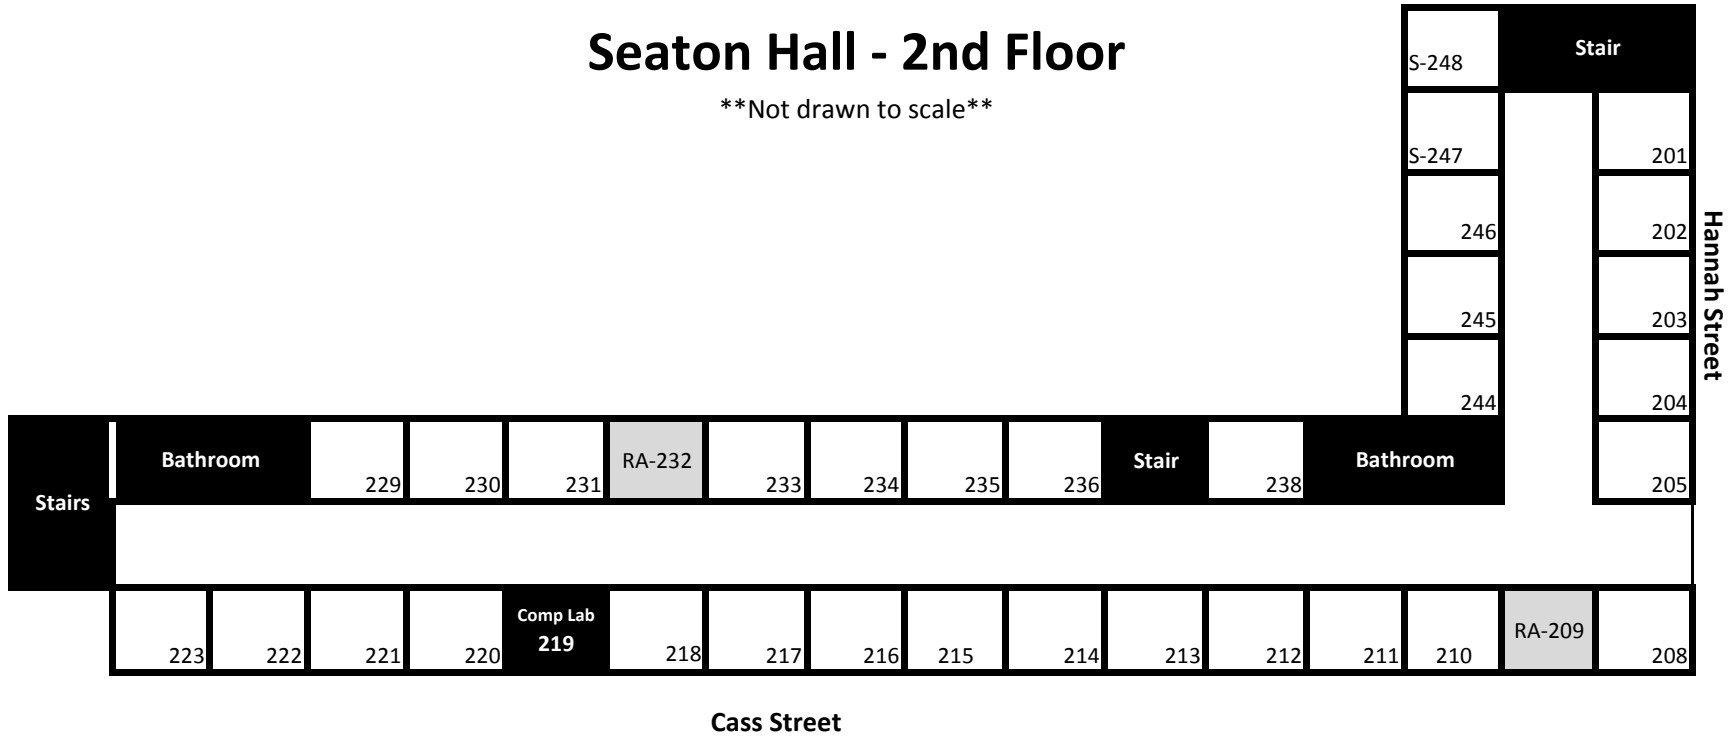 Seaton Hall - 2nd Floor
**Not drawn to scale**
S-248
Stair
S-247
201
246
202
245
203
244
204
Hannah Street
Stairs
Bathroom
229
230
231
RA-232
233
234
235
236
Stair
238
Bathroom
205
223
222
221
220
Comp Lab
219
218
217
216
215
214
213
212
211
210
RA-209
208
Cass Street